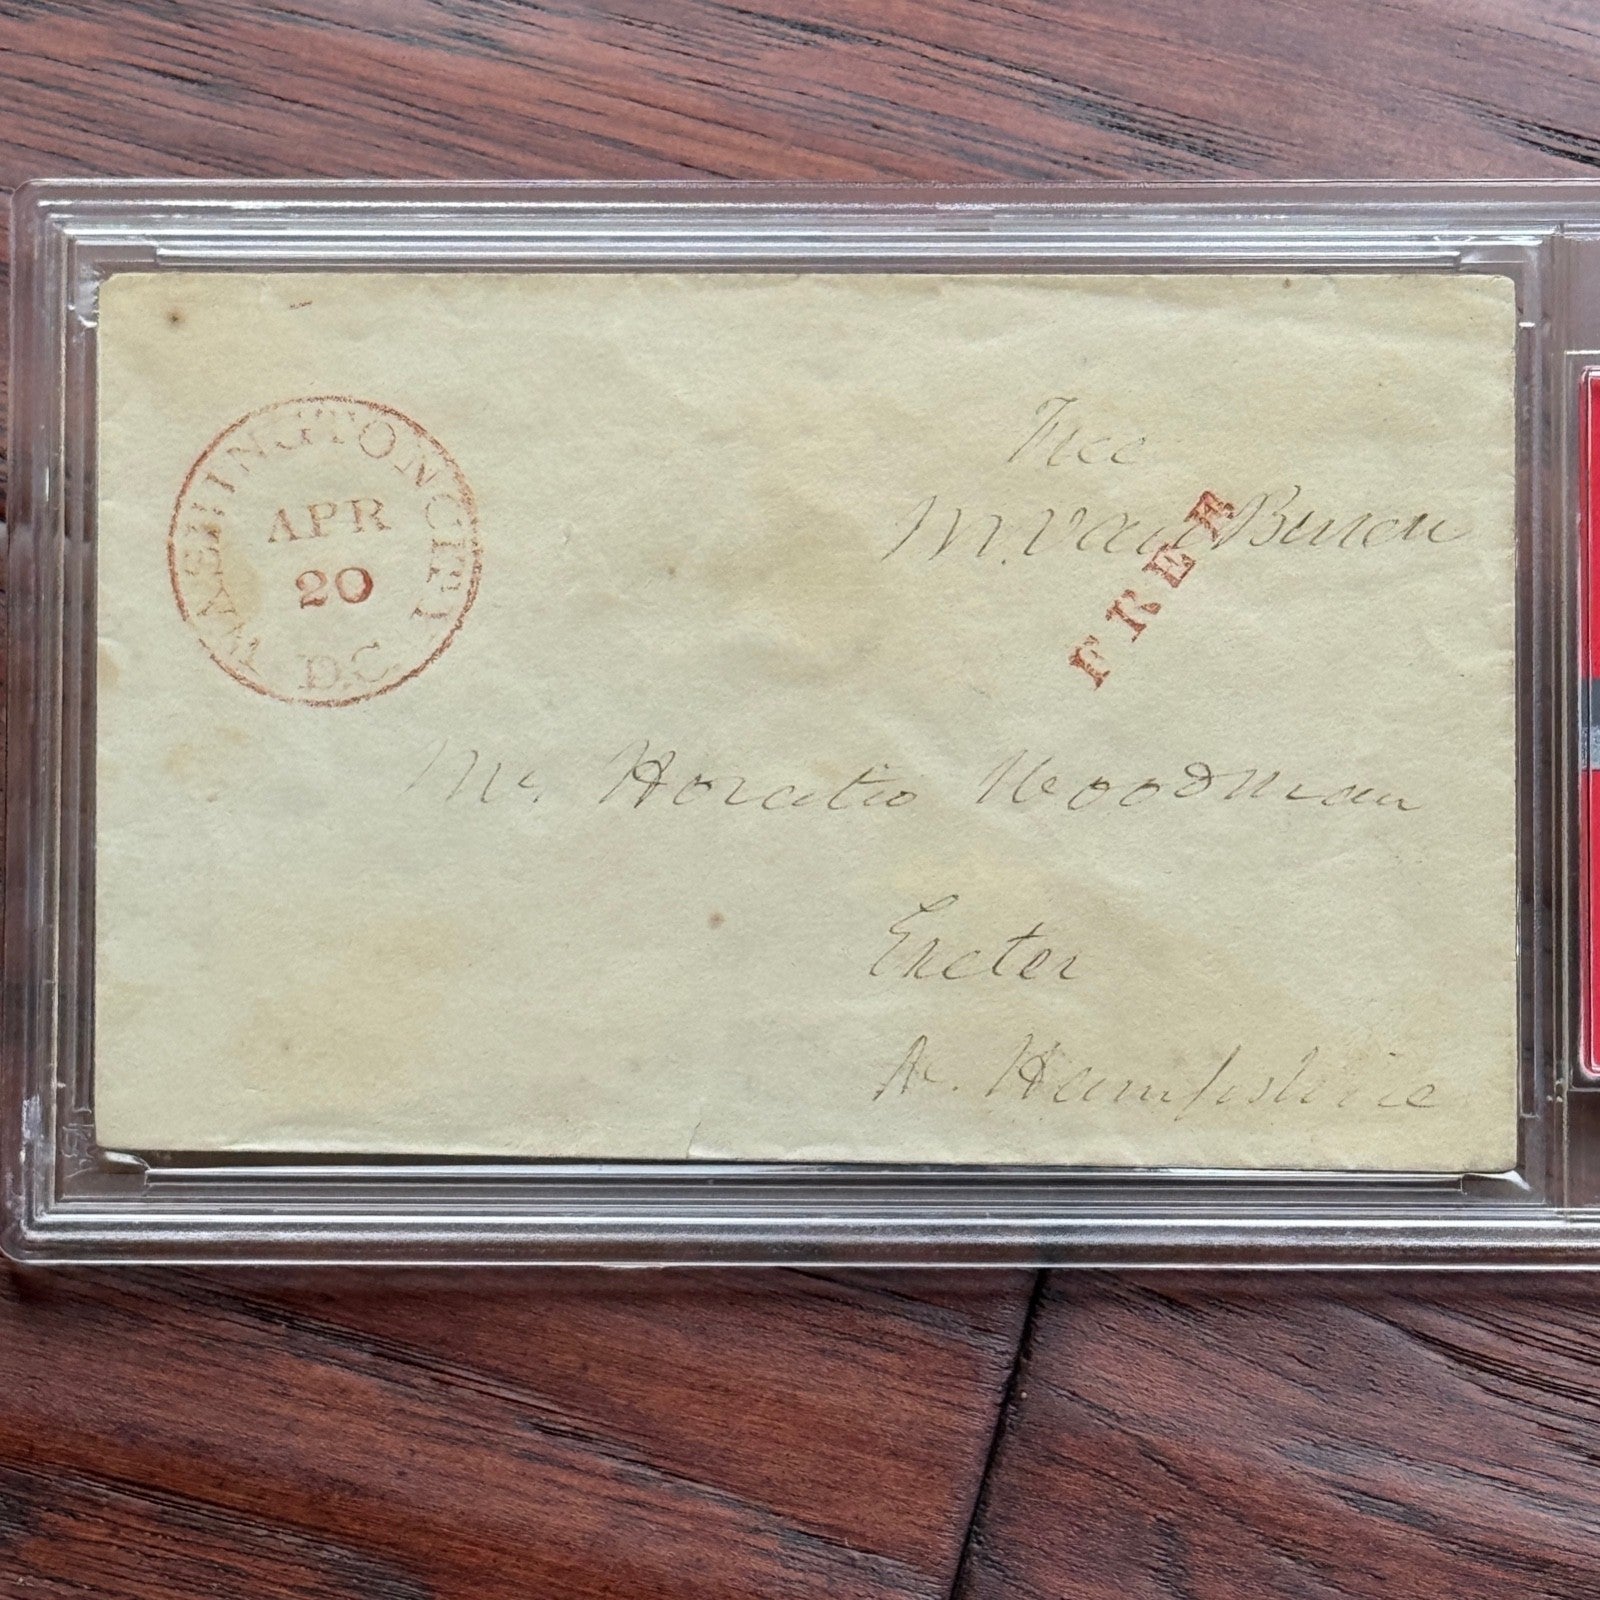 WASHINGTON CITY
APR
20
D.C.
Free
M. Van Buren
FREE
Mr. Horatio Woodman
Exeter
N. Hampshire